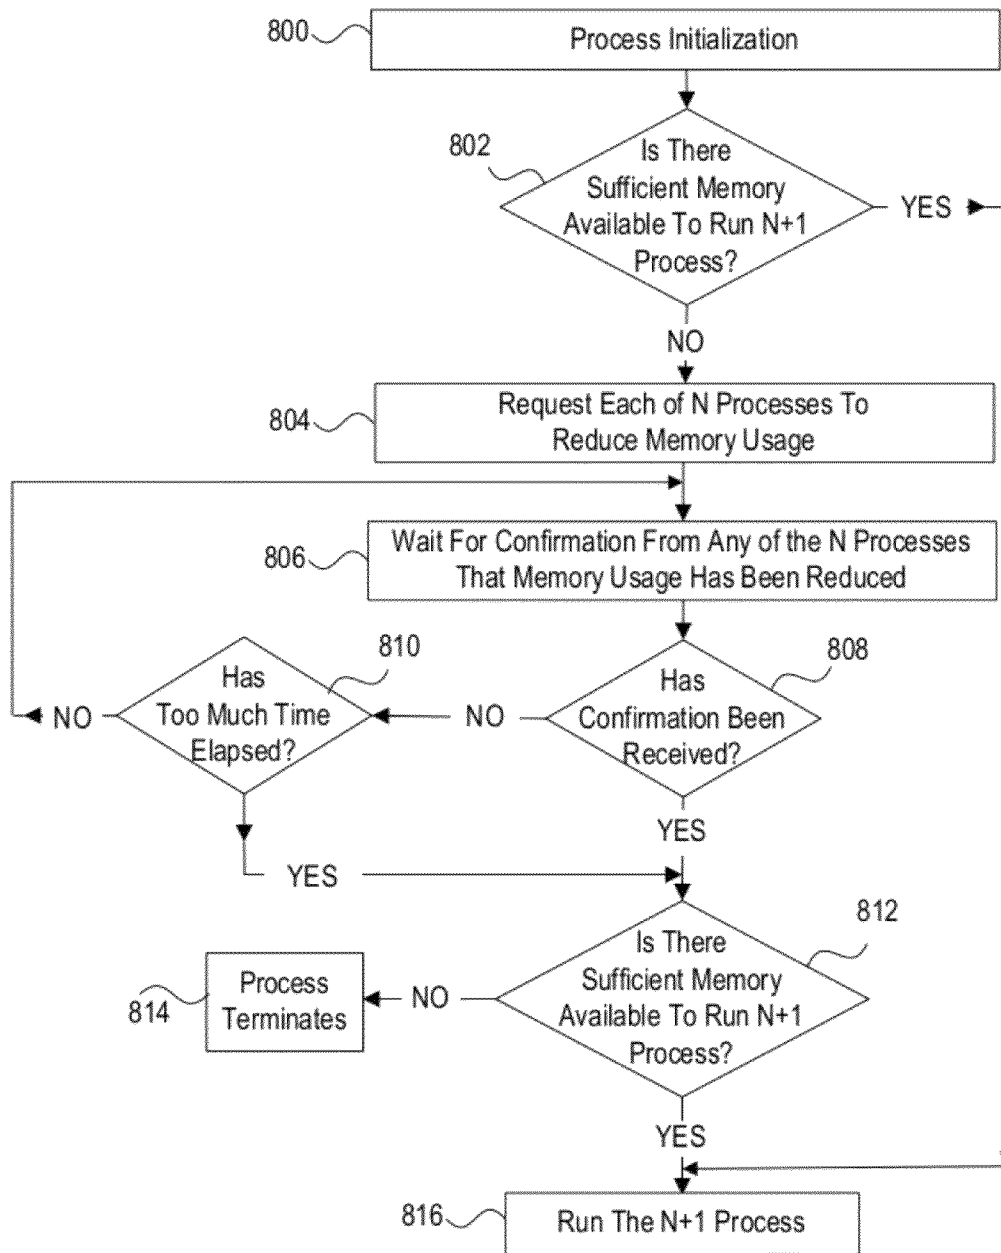 800
Process Initialization
802
Is There
Sufficient Memory
Available To Run N+1
Process?
YES
NO
804
Request Each of N Processes To
Reduce Memory Usage
806
Wait For Confirmation From Any of the N Processes
That Memory Usage Has Been Reduced
810
Has
Too Much Time
Elapsed?
NO
NO
808
Has
Confirmation Been
Received?
YES
YES
812
Is There
Sufficient Memory
Available To Run N+1
Process?
NO
814
Process
Terminates
YES
816
Run The N+1 Process